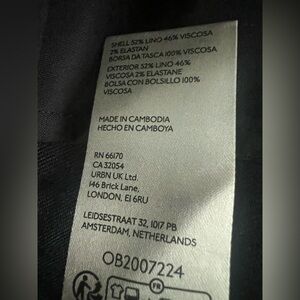 SHELL 52% LINO 46% VISCOSA
2% ELASTAN
BORSA DA TASCA 100% VISCOSA
EXTERIOR 52% LINO 46%
VISCOSA 2% ELASTANE
BOLSA CON BOLSILLO 100%
VISCOSA
MADE IN CAMBODIA
HECHO EN CAMBOYA
RN 66170
CA 32054
URBN UK Ltd.
146 Brick Lane,
LONDON, E1 6RU
LEIDSESTRAAT 32, 1017 PB
AMSTERDAM, NETHERLANDS
OB2007224
FR